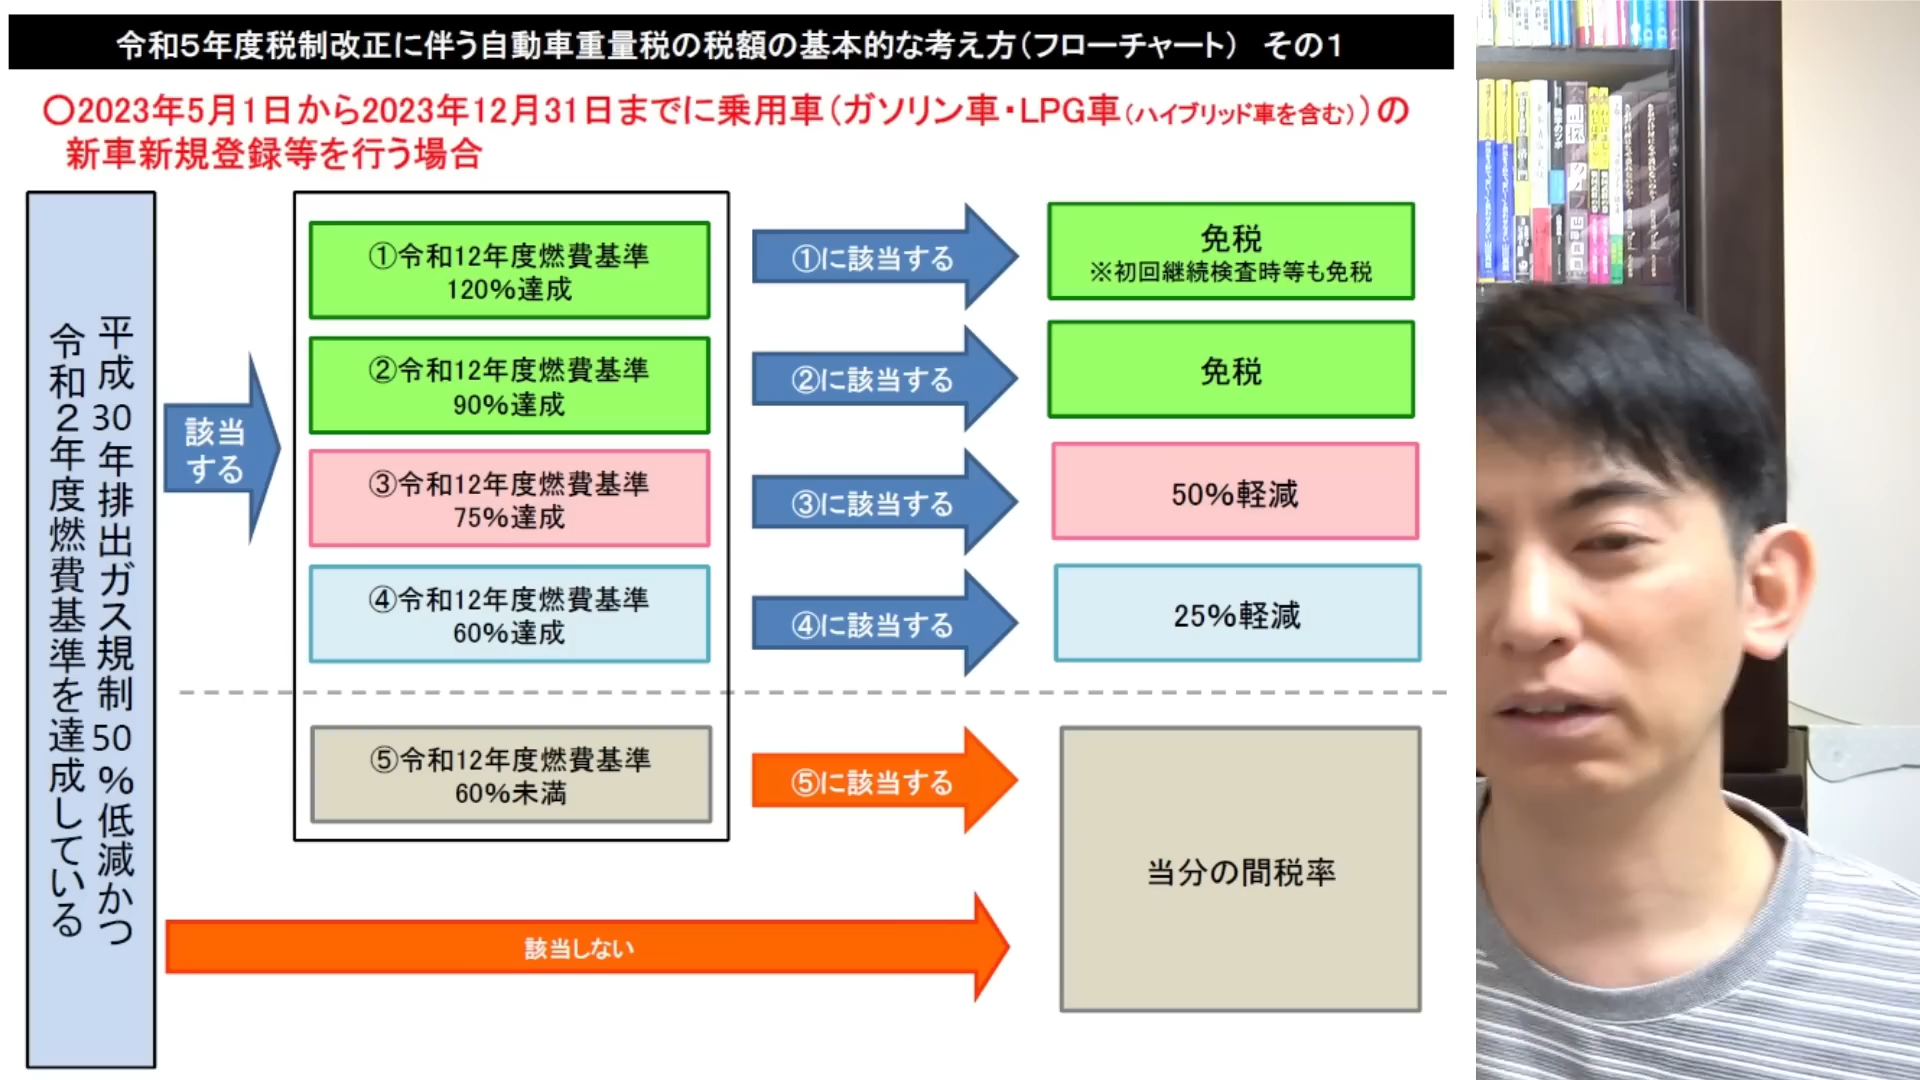 令和5年度税制改正に伴う自動車重量税の税額の基本的な考え方(フローチャート) その1
〇2023年5月1日から2023年12月31日までに乗用車(ガソリン車・LPG車(ハイブリッド車を含む))の
新車新規登録等を行う場合
平成30年排出ガス規制50%低減かつ
令和2年度燃費基準を達成している
該当
する
①令和12年度燃費基準
120%達成
①に該当する
免税
※初回継続検査時等も免税
②令和12年度燃費基準
90%達成
②に該当する
免税
③令和12年度燃費基準
75%達成
③に該当する
50%軽減
④令和12年度燃費基準
60%達成
④に該当する
25%軽減
⑤令和12年度燃費基準
60%未満
⑤に該当する
当分の間税率
該当しない